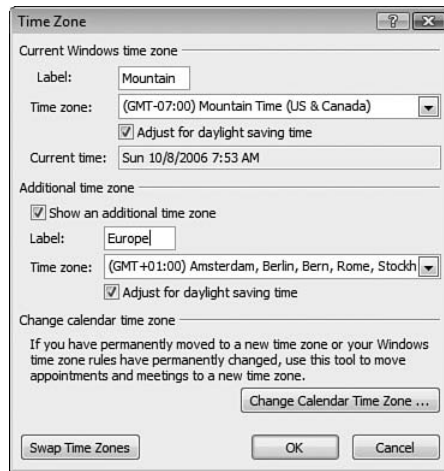 Time Zone
Current Windows time zone
Label: Mountain
Time zone: (GMT-07:00) Mountain Time (US & Canada)
Adjust for daylight saving time
Current time: Sun 10/8/2006 7:53 AM
Additional time zone
Show an additional time zone
Label: Europe
Time zone: (GMT+01:00) Amsterdam, Berlin, Bern, Rome, Stockh
Adjust for daylight saving time
Change calendar time zone
If you have permanently moved to a new time zone or your Windows
time zone rules have permanently changed, use this tool to move
appointments and meetings to a new time zone.
Change Calendar Time Zone ...
Swap Time Zones OK Cancel